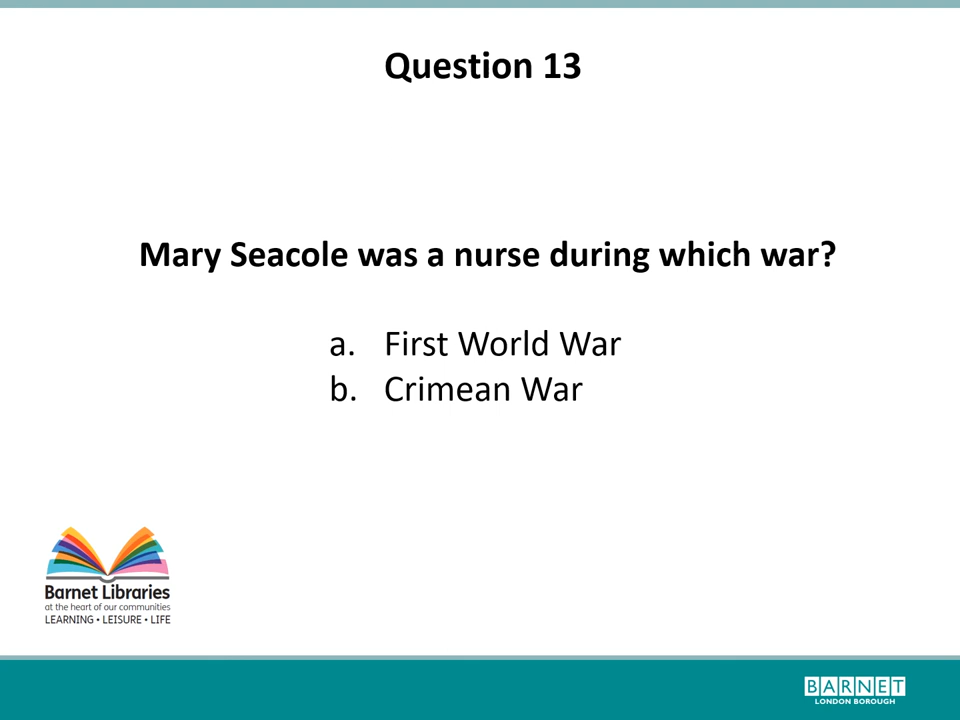 Question 13
Mary Seacole was a nurse during which war?
a. First World War
b. Crimean War
Barnet Libraries
at the heart of our communities
LEARNING • LEISURE • LIFE
BARNET
LONDON BOROUGH